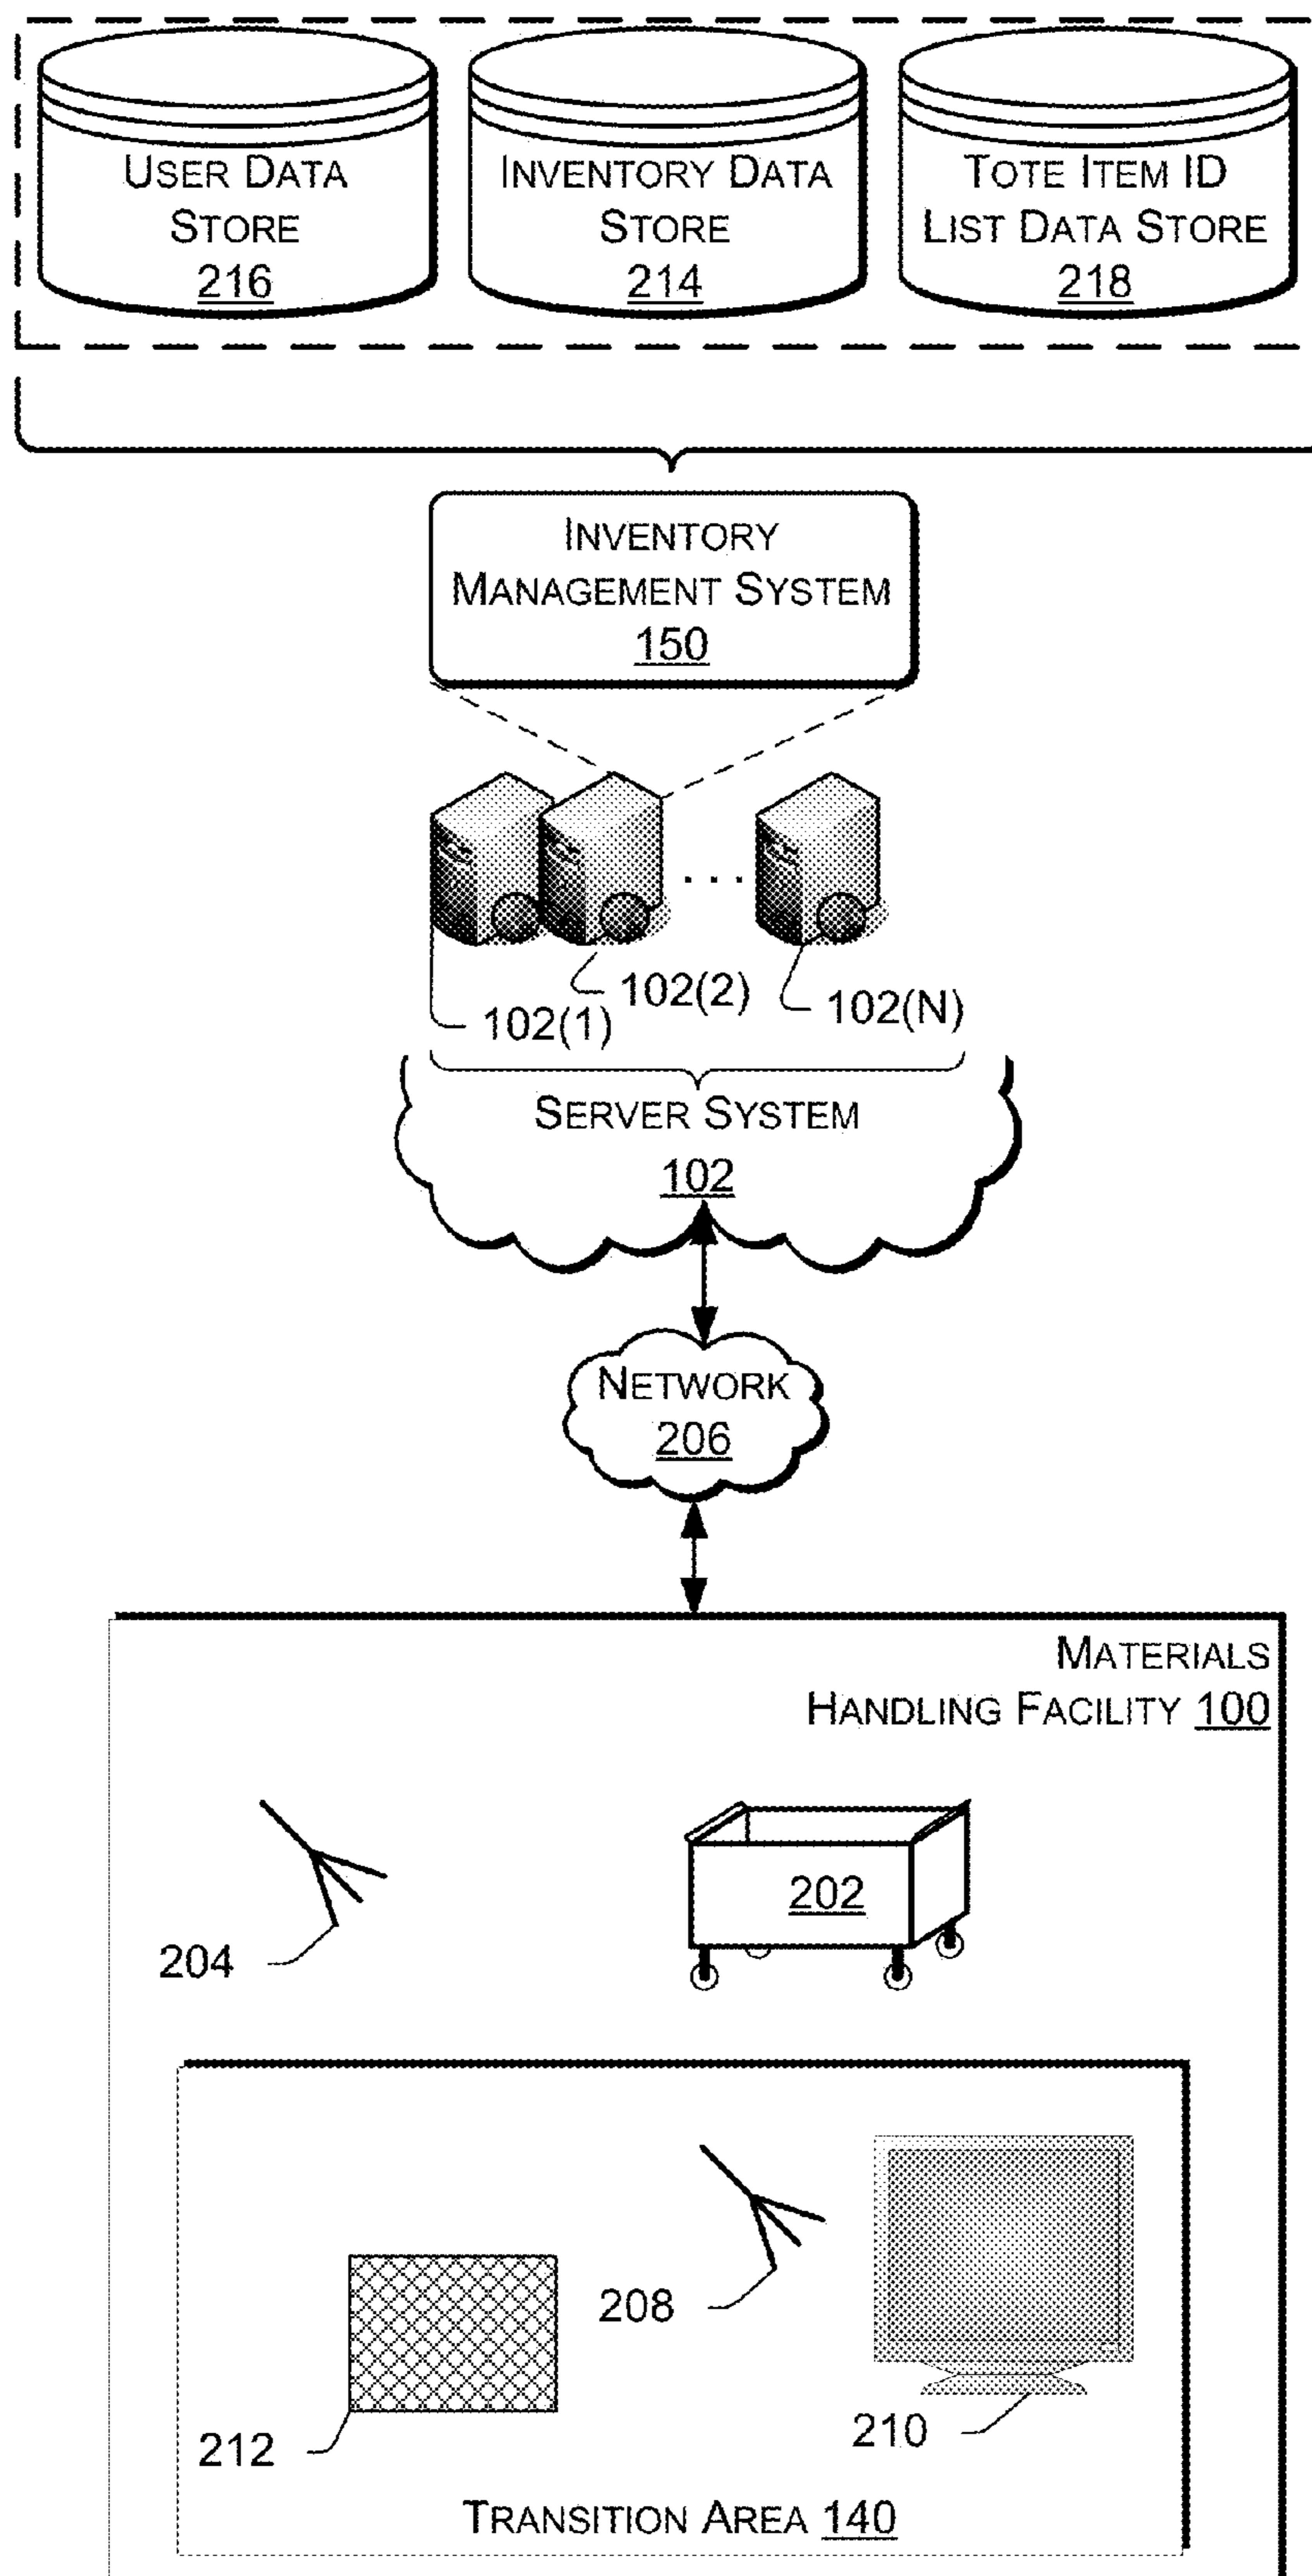 USER DATA
STORE
216
INVENTORY DATA
STORE
214
TOTE ITEM ID
LIST DATA STORE
218
INVENTORY
MANAGEMENT SYSTEM
150
102(1)
102(2)
102(N)
SERVER SYSTEM
102
NETWORK
206
MATERIALS
HANDLING FACILITY 100
204
202
208
212
210
TRANSITION AREA 140